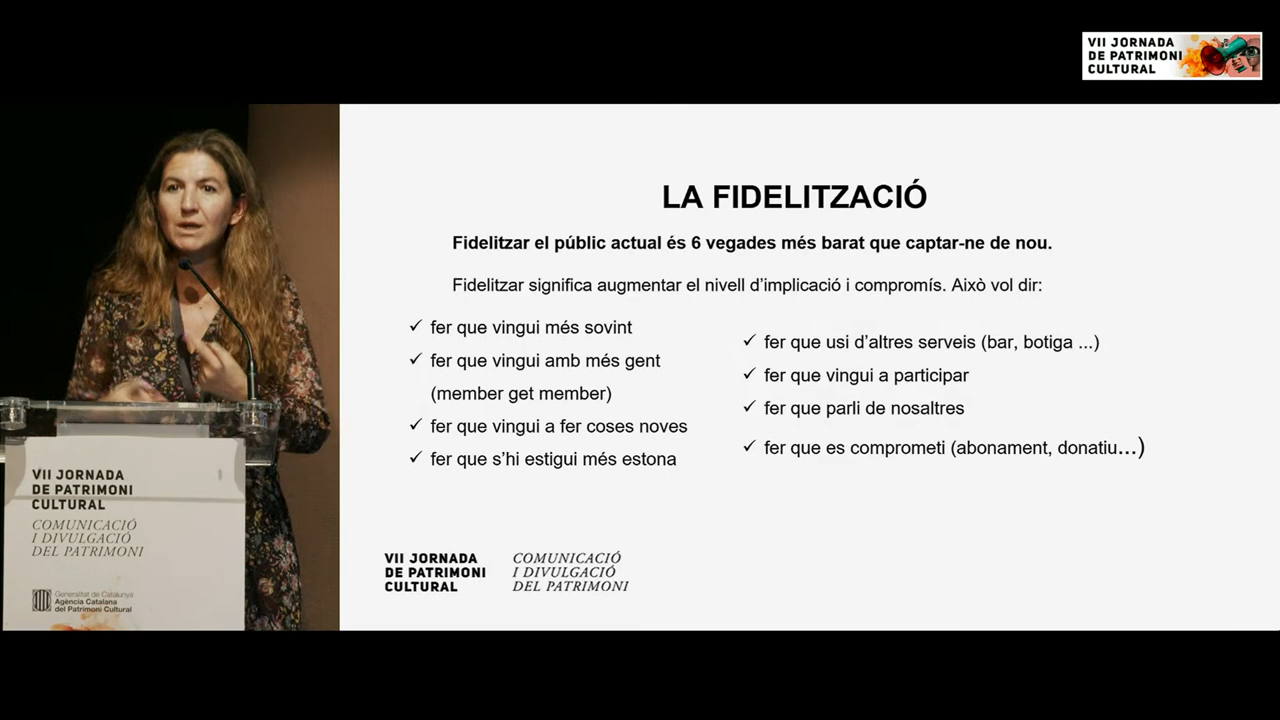 VII JORNADA
DE PATRIMONI
CULTURAL
LA FIDELITZACIÓ
Fidelitzar el públic actual és 6 vegades més barat que captar-ne de nou.
Fidelitzar significa augmentar el nivell d’implicació i compromís. Això vol dir:
✓ fer que vingui més sovint
✓ fer que vingui amb més gent
(member get member)
✓ fer que vingui a fer coses noves
✓ fer que s’hi estigui més estona
✓ fer que usi d’altres serveis (bar, botiga ...)
✓ fer que vingui a participar
✓ fer que parli de nosaltres
✓ fer que es comprometi (abonament, donatiu...)
VII JORNADA
DE PATRIMONI
CULTURAL
COMUNICACIÓ
I DIVULGACIÓ
DEL PATRIMONI
VII JORNADA
DE PATRIMONI
CULTURAL
COMUNICACIÓ
I DIVULGACIÓ
DEL PATRIMONI
Generalitat de Catalunya
Agència Catalana
del Patrimoni Cultural